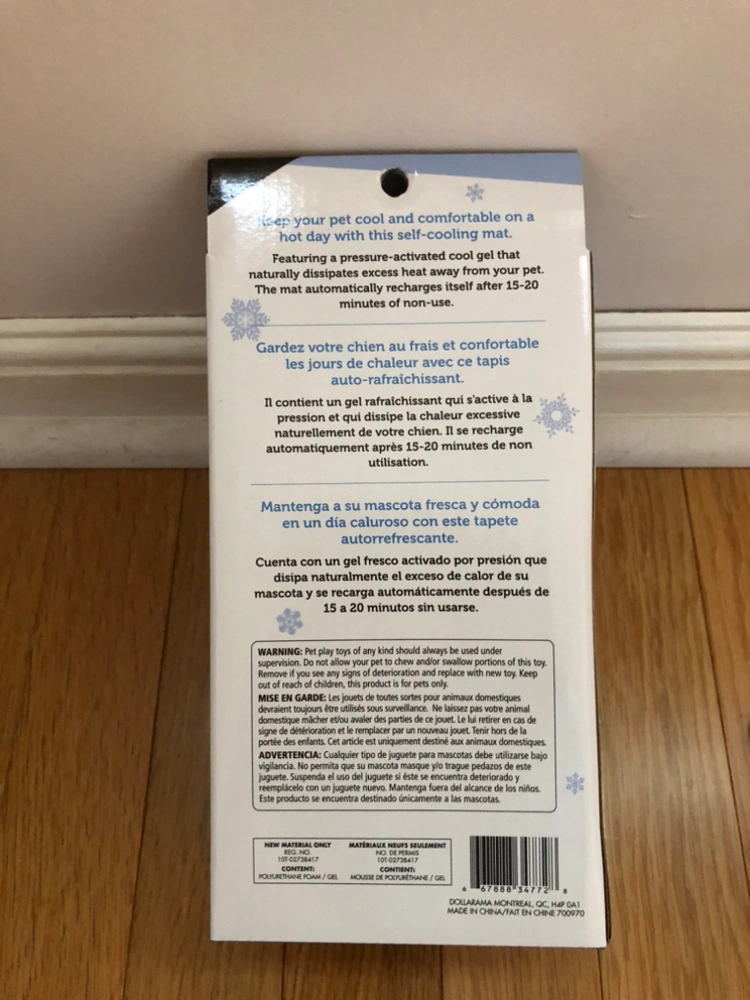 Keep your pet cool and comfortable on a
hot day with this self-cooling mat.
Featuring a pressure-activated cool gel that
naturally dissipates excess heat away from your pet.
The mat automatically recharges itself after 15-20
minutes of non-use.
Gardez votre chien au frais et confortable
les jours de chaleur avec ce tapis
auto-rafraîchissant.
Il contient un gel rafraîchissant qui s'active à la
pression et qui dissipe la chaleur excessive
naturellement de votre chien. Il se recharge
automatiquement après 15-20 minutes de non
utilisation.
Mantenga a su mascota fresca y cómoda
en un día caluroso con este tapete
autorrefrescante.
Cuenta con un gel fresco activado por presión que
disipa naturalmente el exceso de calor de su
mascota y se recarga automáticamente después de
15 a 20 minutos sin usarse.
WARNING: Pet play toys of any kind should always be used under
supervision. Do not allow your pet to chew and/or swallow portions of this toy.
Remove if you see any signs of deterioration and replace with new toy. Keep
out of reach of children, this product is for pets only.
MISE EN GARDE: Les jouets de toutes sortes pour animaux domestiques
devraient toujours être utilisés sous surveillance. Ne laissez pas votre animal
domestique mâcher et/ou avaler des parties de ce jouet. Le lui retirer en cas de
signe de détérioration et le remplacer par un nouveau jouet. Tenir hors de la
portée des enfants. Cet article est uniquement destiné aux animaux domestiques.
ADVERTENCIA: Cualquier tipo de juguete para mascotas debe utilizarse bajo
vigilancia. No permita que su mascota masque y/o trague pedazos de este
juguete. Suspenda el uso del juguete si éste se encuentra deteriorado y
reemplácelo con un juguete nuevo. Mantenga fuera del alcance de los niños.
Este producto se encuentra destinado únicamente a las mascotas.
NEW MATERIAL ONLY
REG. NO.
10T-02738417
CONTENT:
POLYURETHANE FOAM / GEL
MATÉRIAUX NEUFS SEULEMENT
NO. DE PERMIS
10T-02738417
CONTIENT:
MOUSSE DE POLYURÉTHANE / GEL
6 67888 34772 8
DOLLARAMA MONTREAL, QC, H4P 0A1
MADE IN CHINA/FAIT EN CHINE 700970